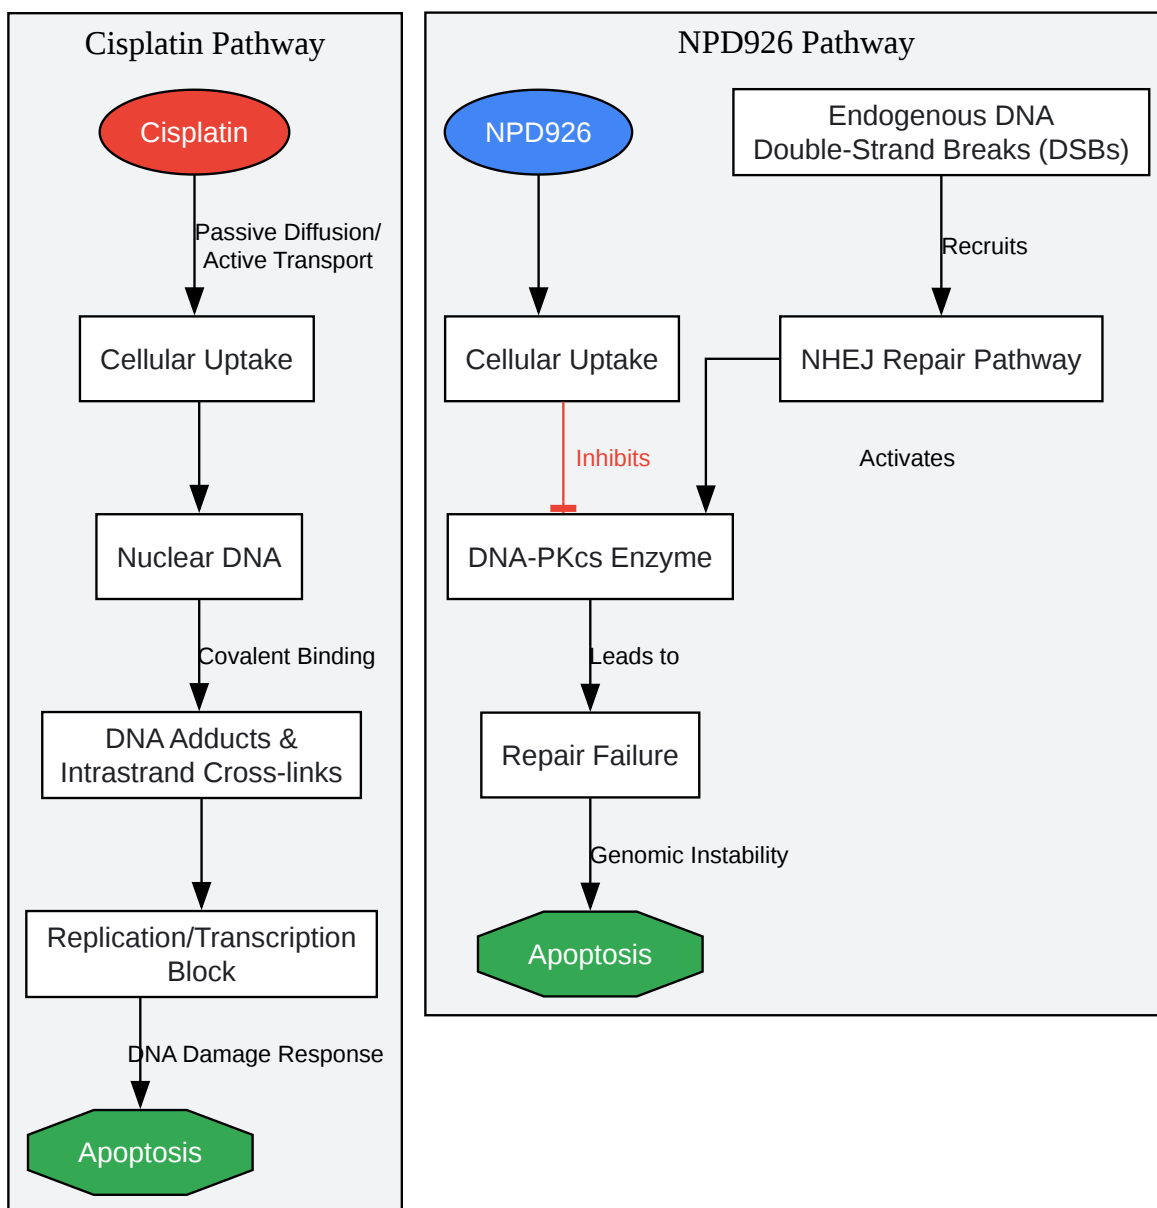 Cisplatin Pathway
Cisplatin
Passive Diffusion/
Active Transport
Cellular Uptake
Nuclear DNA
Covalent Binding
DNA Adducts &
Intrastrand Cross-links
Replication/Transcription
Block
DNA Damage Response
Apoptosis
NPD926 Pathway
NPD926
Endogenous DNA
Double-Strand Breaks (DSBs)
Recruits
Cellular Uptake
NHEJ Repair Pathway
Inhibits
Activates
DNA-PKcs Enzyme
Leads to
Repair Failure
Genomic Instability
Apoptosis